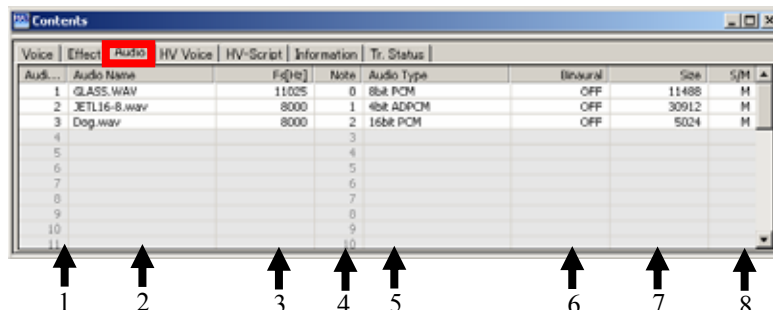 Contents
Voice Effect Audio HV Voice HV-Script Information Tr. Status
Audi... Audio Name Fs[Hz] Note Audio Type Binaural Size S/M
1 GLASS.WAV 11025 0 8bit PCM OFF 11488 M
2 JETL16-8.wav 8000 1 4bit ADPCM OFF 30912 M
3 Dog.wav 8000 2 16bit PCM OFF 5024 M
4 3
5 4
6 5
7 6
8 7
9 8
10 9
11 10
1 2 3 4 5 6 7 8